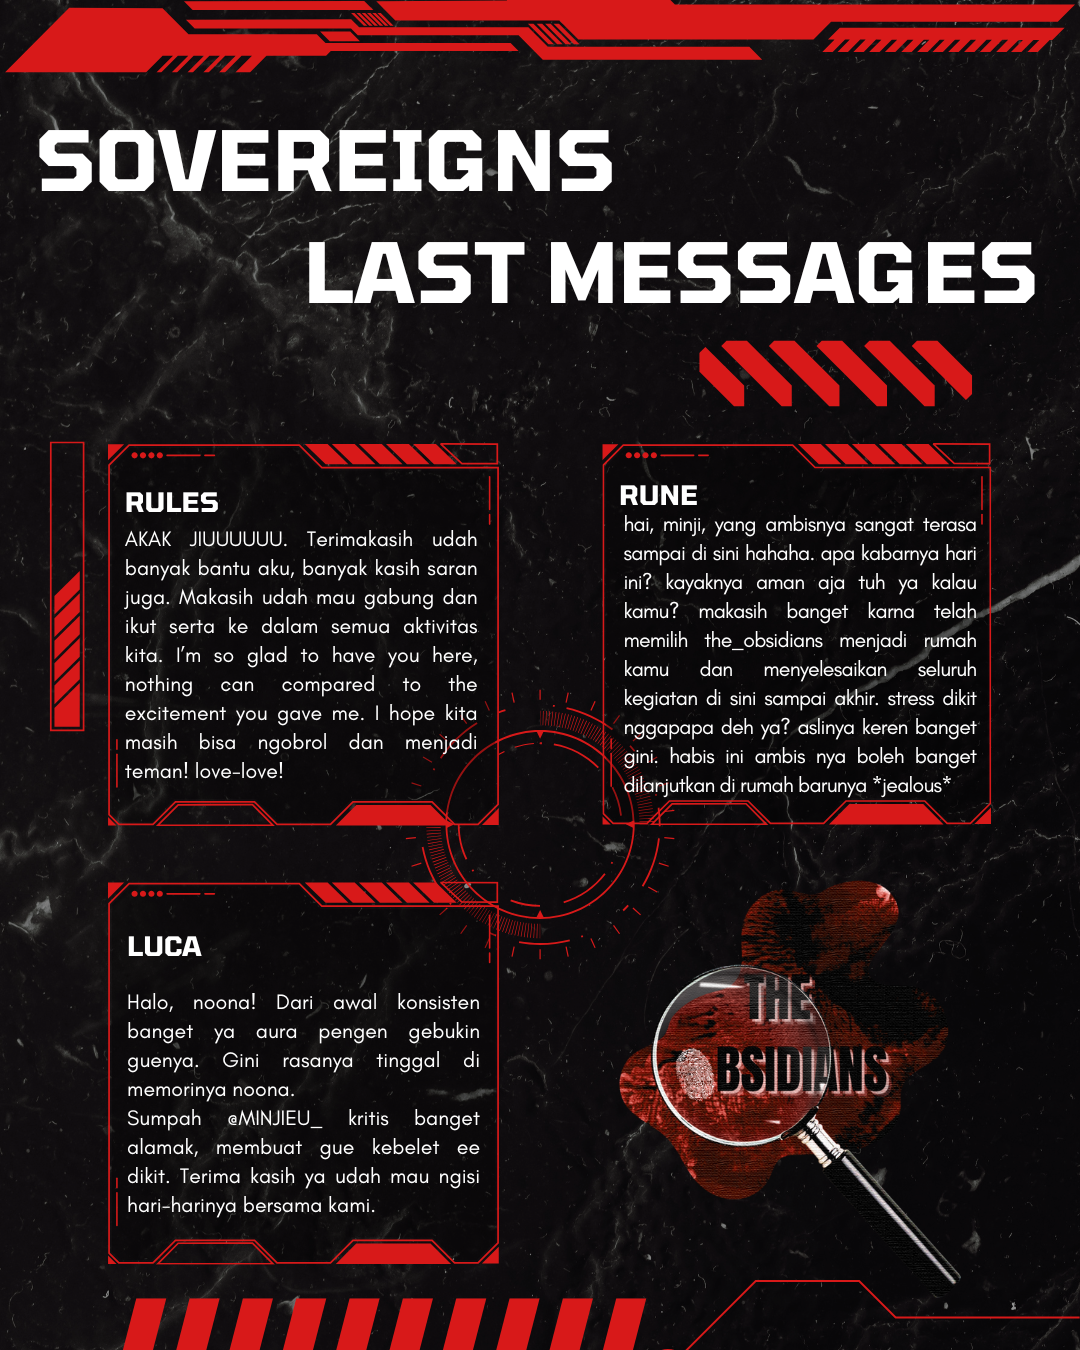 SOVEREIGNS
LAST MESSAGES
RULES
AKAK JIUUUUUU. Terimakasih udah
banyak bantu aku, banyak kasih saran
juga. Makasih udah mau gabung dan
ikut serta ke dalam semua aktivitas
kita. I'm so glad to have you here,
nothing can compared to the
excitement you gave me. I hope kita
masih bisa ngobrol dan menjadi
teman! love-love!
RUNE
hai, minji, yang ambisnya sangat terasa
sampai di sini hahaha. apa kabarnya hari
ini? kayaknya aman aja tuh ya kalau
kamu? makasih banget karna telah
memilih the_obsidians menjadi rumah
kamu dan menyelesaikan seluruh
kegiatan di sini sampai akhir. stress dikit
nggapapa deh ya? aslinya keren banget
gini. habis ini ambis nya boleh banget
dilanjutkan di rumah barunya *jealous*
LUCA
Halo, noona! Dari awal konsisten
banget ya aura pengen gebukin
guenya. Gini rasanya tinggal di
memorinya noona.
Sumpah @MINJIEU_ kritis banget
alamak, membuat gue kebelet ee
dikit. Terima kasih ya udah mau ngisi
hari-harinya bersama kami.
THE
BSIDIANS